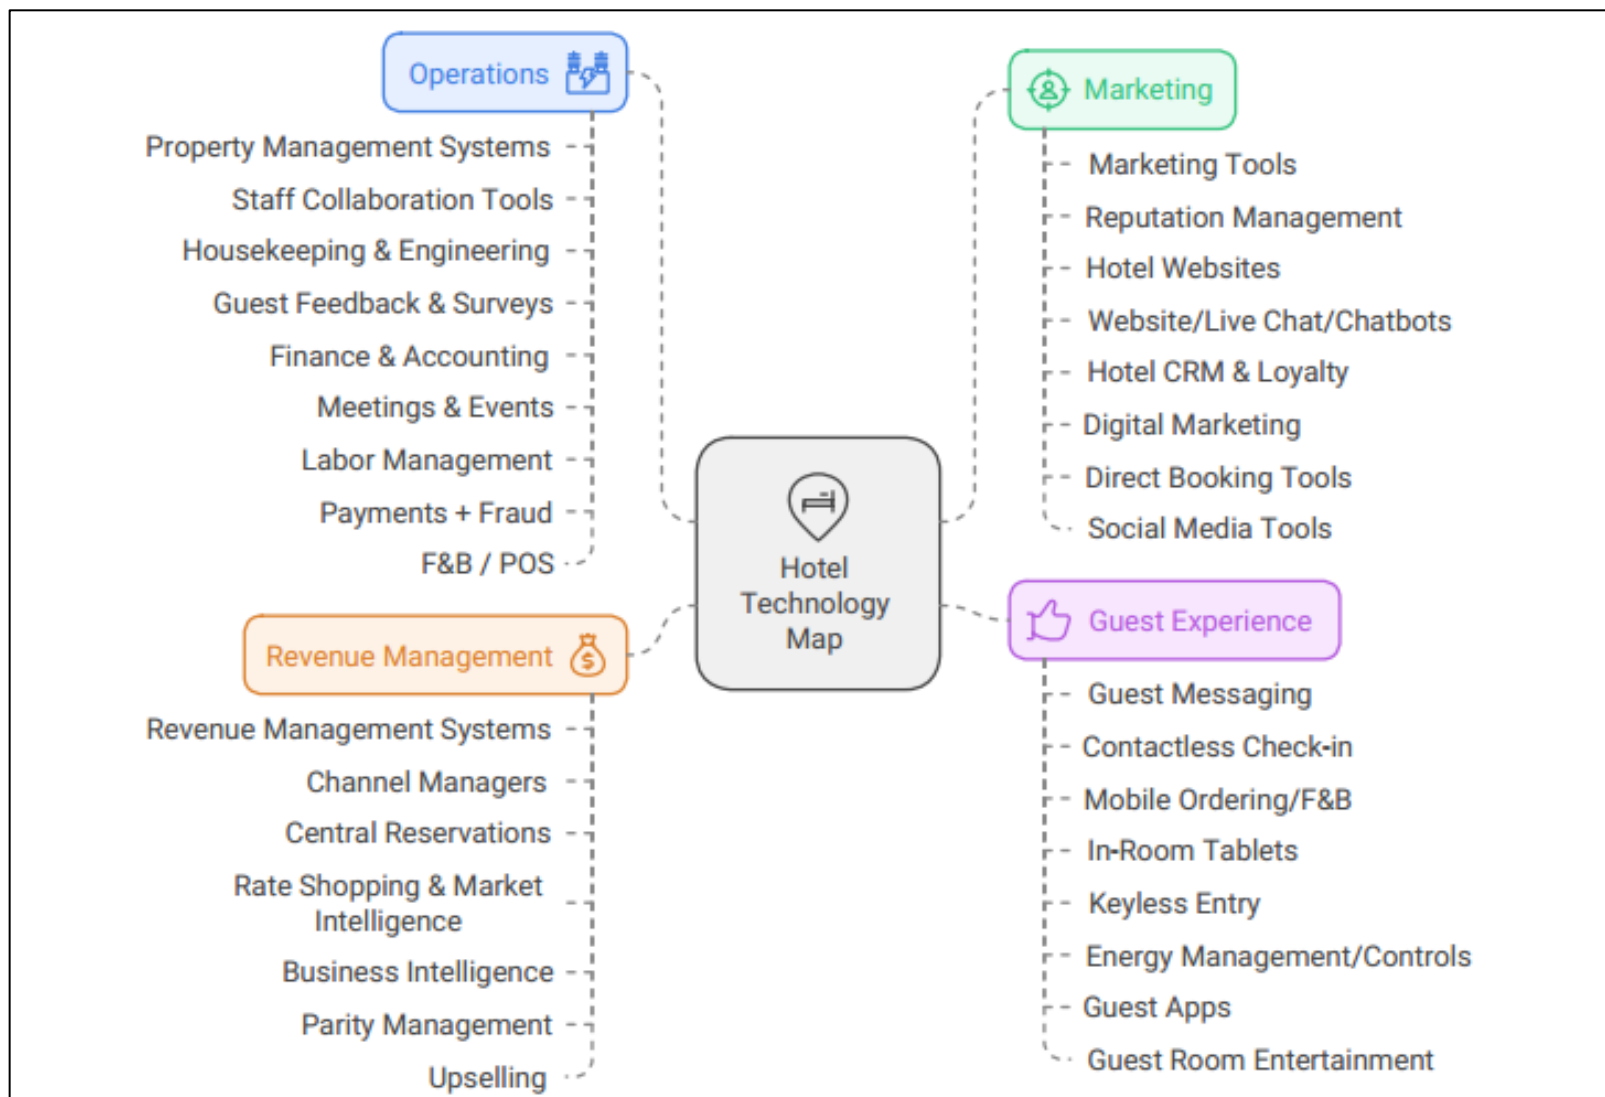 Operations
Property Management Systems
Staff Collaboration Tools
Housekeeping & Engineering
Guest Feedback & Surveys
Finance & Accounting
Meetings & Events
Labor Management
Payments + Fraud
F&B / POS
Revenue Management
Revenue Management Systems
Channel Managers
Central Reservations
Rate Shopping & Market
Intelligence
Business Intelligence
Parity Management
Upselling
Hotel
Technology
Map
Marketing
Marketing Tools
Reputation Management
Hotel Websites
Website/Live Chat/Chatbots
Hotel CRM & Loyalty
Digital Marketing
Direct Booking Tools
Social Media Tools
Guest Experience
Guest Messaging
Contactless Check-in
Mobile Ordering/F&B
In-Room Tablets
Keyless Entry
Energy Management/Controls
Guest Apps
Guest Room Entertainment